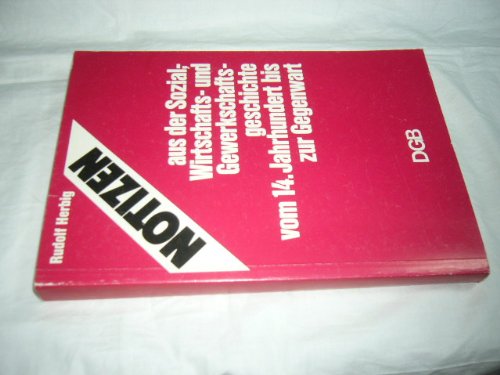 Rudolf Herbig
NOTIZEN
aus der Sozial-,
Wirtschafts- und
Gewerkschafts-
geschichte
vom 14. Jahrhundert bis
zur Gegenwart
DGB